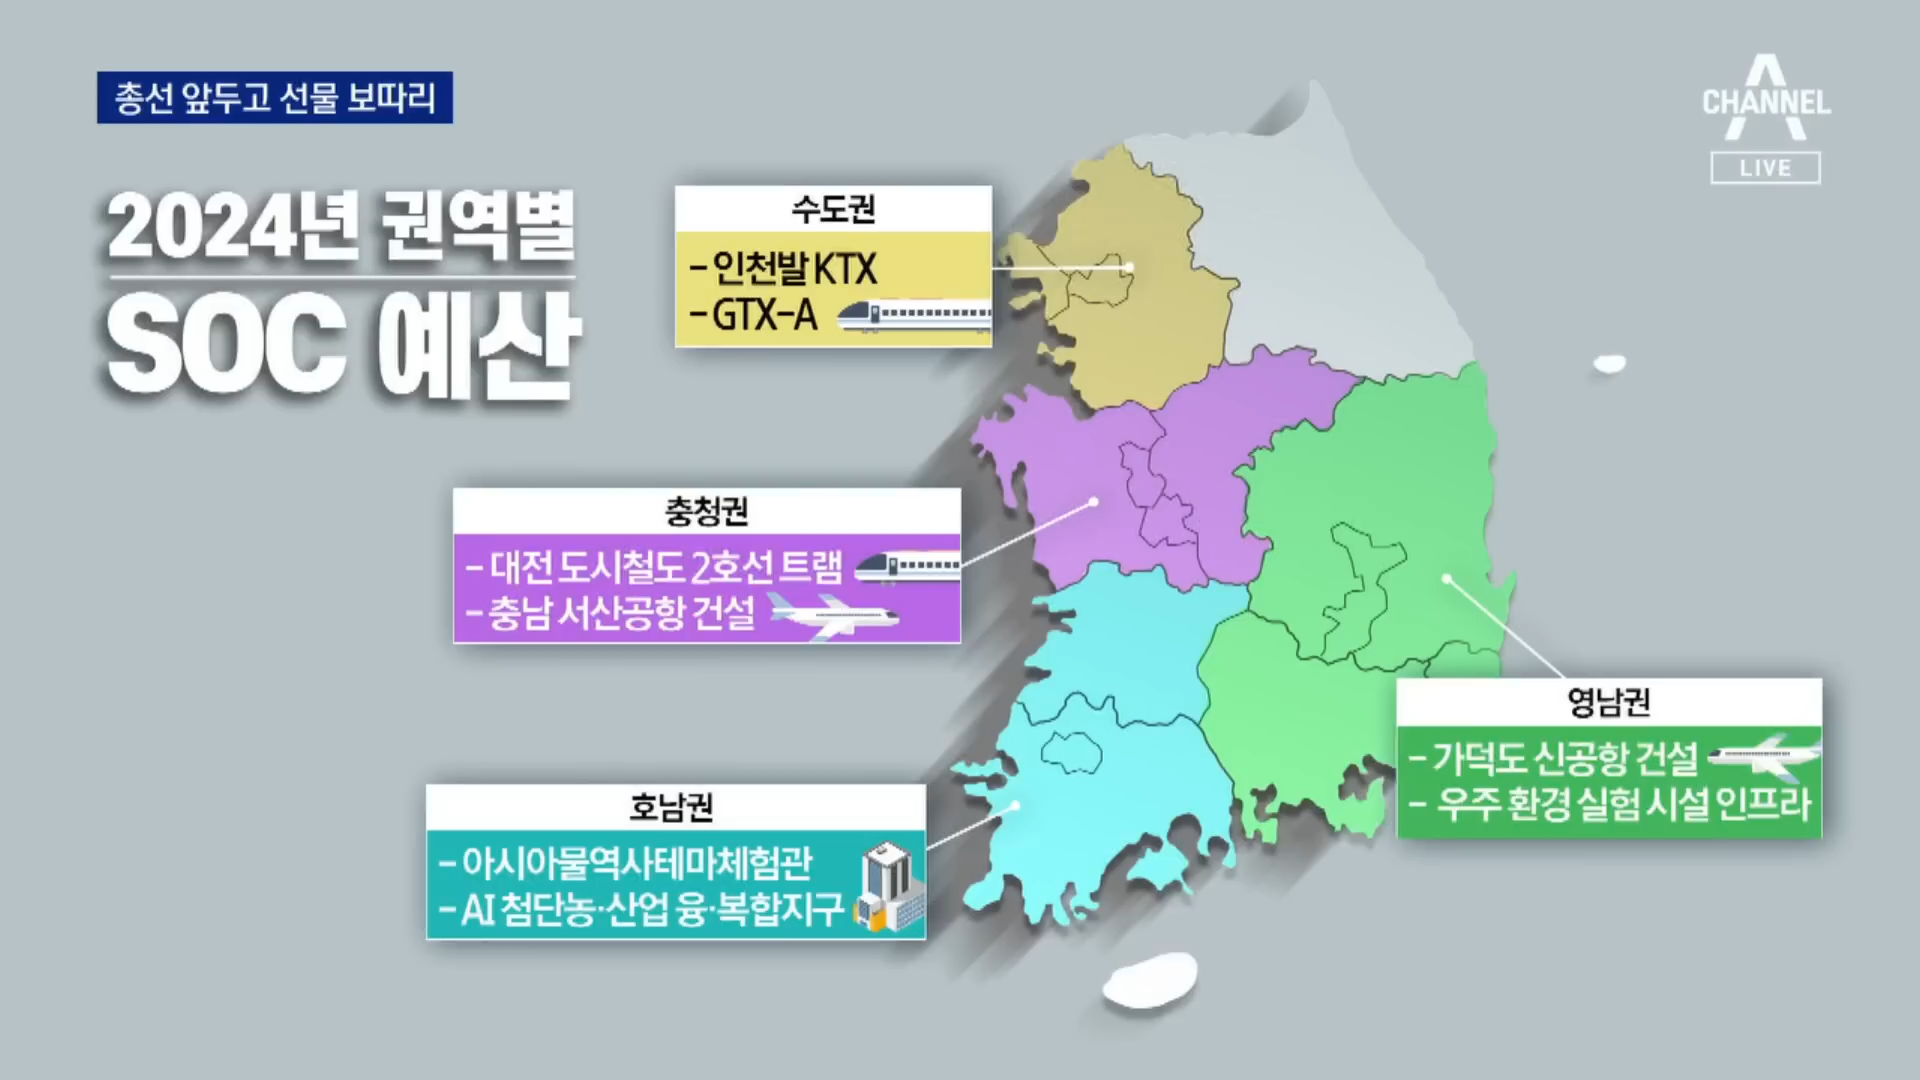 총선 앞두고 선물 보따리
2024년 권역별
SOC 예산
CHANNEL A
LIVE
수도권
- 인천발 KTX
- GTX-A
충청권
- 대전 도시철도 2호선 트램
- 충남 서산공항 건설
영남권
- 가덕도 신공항 건설
- 우주 환경 실험 시설 인프라
호남권
- 아시아물역사테마체험관
- AI 첨단농·산업 융·복합지구